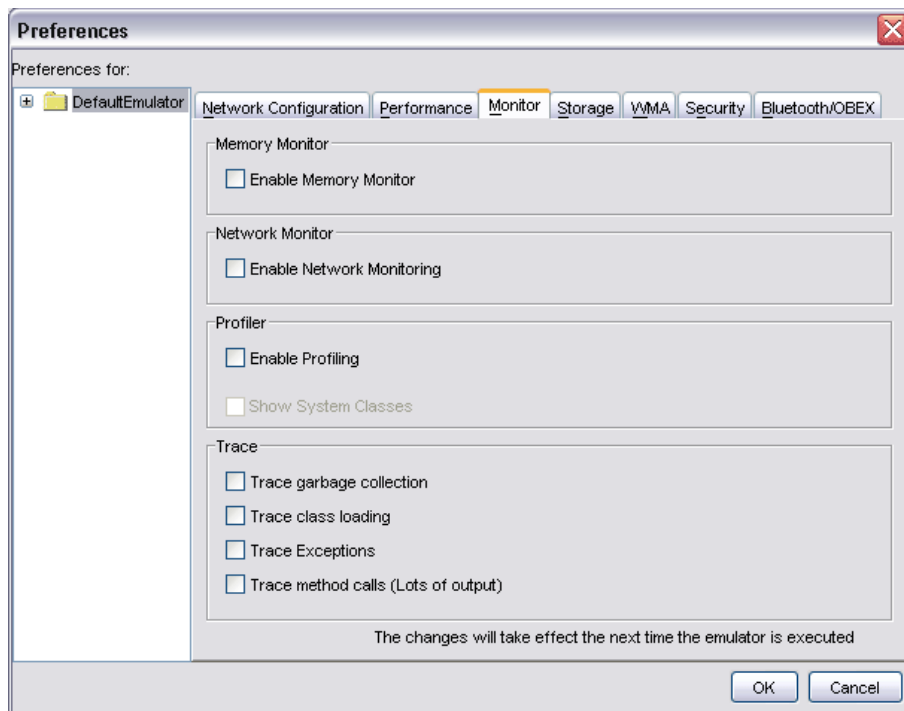 Preferences
Preferences for:
DefaultEmulator
Network Configuration Performance Monitor Storage WMA Security Bluetooth/OBEX
Memory Monitor
Enable Memory Monitor
Network Monitor
Enable Network Monitoring
Profiler
Enable Profiling
Show System Classes
Trace
Trace garbage collection
Trace class loading
Trace Exceptions
Trace method calls (Lots of output)
The changes will take effect the next time the emulator is executed
OK Cancel